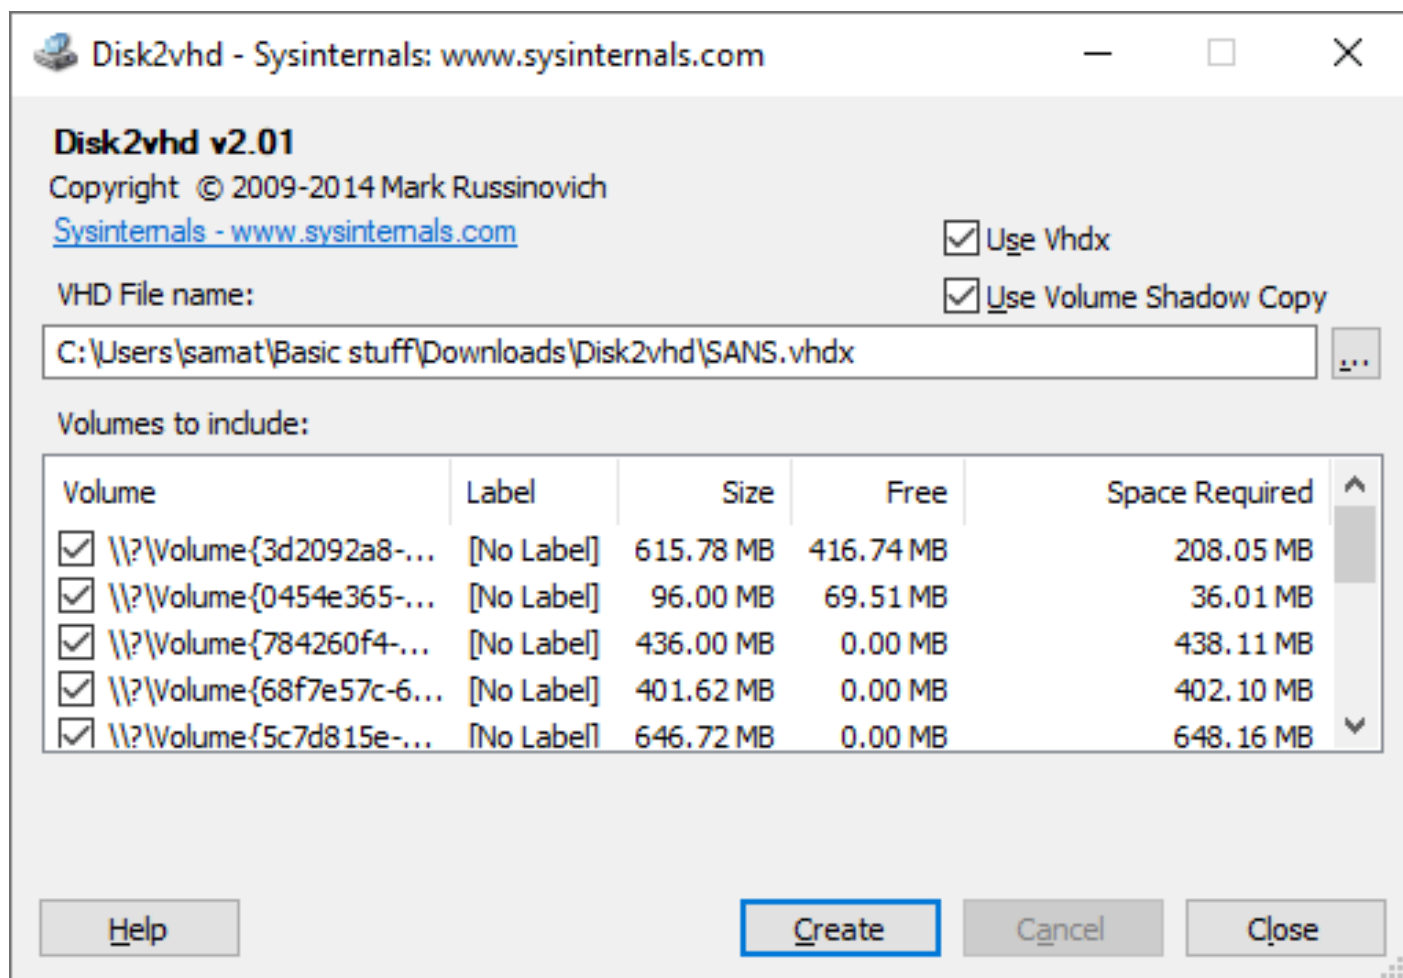 Disk2vhd - Sysinternals: www.sysinternals.com
Disk2vhd v2.01
Copyright © 2009-2014 Mark Russinovich
Sysinternals - www.sysinternals.com
Use Vhdx
VHD File name:
Use Volume Shadow Copy
C:\Users\samat\Basic stuff\Downloads\Disk2vhd\SANS.vhdx
...
Volumes to include:
Volume Label Size Free Space Required
\\?\Volume{3d2092a8-... [No Label] 615.78 MB 416.74 MB 208.05 MB
\\?\Volume{0454e365-... [No Label] 96.00 MB 69.51 MB 36.01 MB
\\?\Volume{784260f4-... [No Label] 436.00 MB 0.00 MB 438.11 MB
\\?\Volume{68f7e57c-6... [No Label] 401.62 MB 0.00 MB 402.10 MB
\\?\Volume{5c7d815e-... [No Label] 646.72 MB 0.00 MB 648.16 MB
Help Create Cancel Close